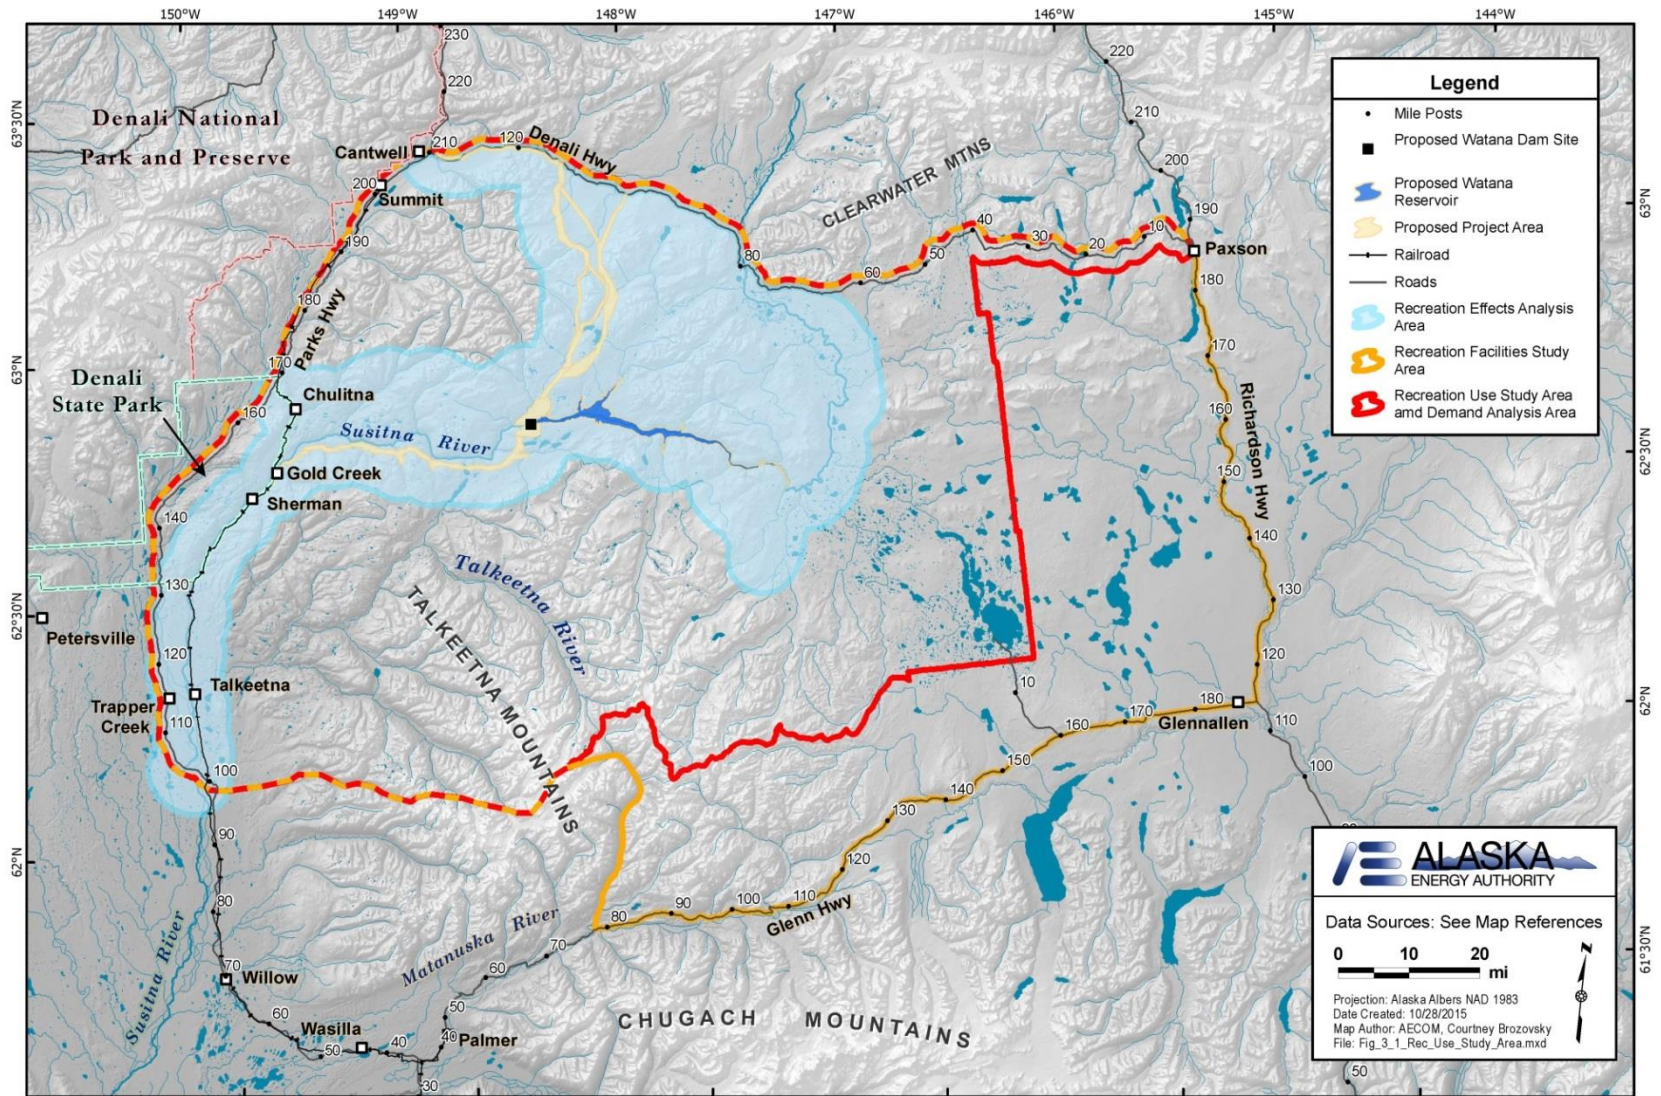 150°W
149°W
148°W
147°W
146°W
145°W
144°W
63°30'N
63°N
62°30'N
62°N
63°N
62°30'N
62°N
61°30'N
Denali National
Park and Preserve
Denali
State Park
Cantwell
Summit
Parks Hwy
Denali Hwy
CLEARWATER MTNS
Paxson
Richardson Hwy
Chulitna
Gold Creek
Sherman
Susitna River
Talkeetna River
TALKEETNA MOUNTAINS
Petersville
Talkeetna
Trapper
Creek
Glennallen
Glenn Hwy
Matanuska River
Susitna River
Willow
Wasilla
Palmer
CHUGACH MOUNTAINS
230
220
210
200
190
180
170
160
140
130
120
110
100
90
80
70
60
50
40
30
40
50
60
70
80
90
100
110
120
130
140
150
160
170
180
10
120
80
60
50
40
30
20
10
220
210
200
190
180
170
160
150
140
130
120
110
100
50
Legend
Mile Posts
Proposed Watana Dam Site
Proposed Watana
Reservoir
Proposed Project Area
Railroad
Roads
Recreation Effects Analysis
Area
Recreation Facilities Study
Area
Recreation Use Study Area
and Demand Analysis Area
ALASKA
ENERGY AUTHORITY
Data Sources: See Map References
0 10 20
mi
N
Projection: Alaska Albers NAD 1983
Date Created: 10/28/2015
Map Author: AECOM, Courtney Brozovsky
File: Fig_3_1_Rec_Use_Study_Area.mxd